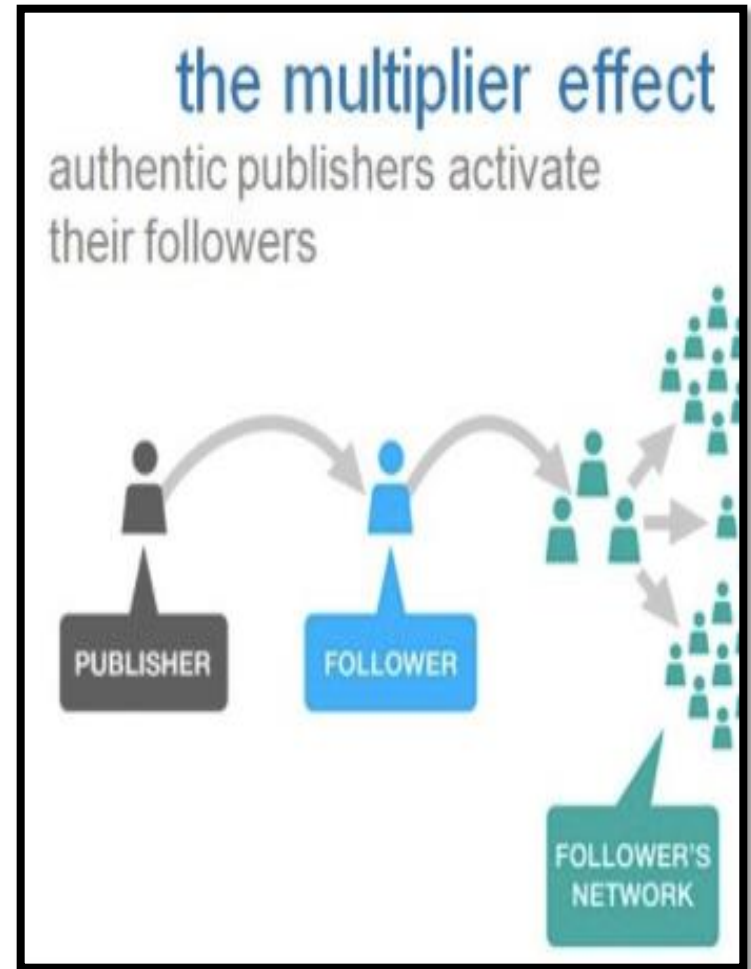 the multiplier effect
authentic publishers activate
their followers
PUBLISHER
FOLLOWER
FOLLOWER'S
NETWORK